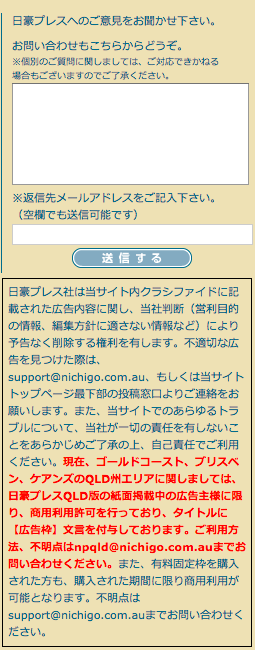 日豪プレスへのご意見をお聞かせ下さい。
お問い合わせもこちらからどうぞ。
※個別のご質問に関しましては、ご対応できかねる
場合もございますのでご了承ください。
※返信先メールアドレスをご記入下さい。
（空欄でも送信可能です）
送信する
日豪プレス社は当サイト内クラシファイドに記
載された広告内容に関し、当社判断（営利目的
の情報、編集方針に適さない情報など）により
予告なく削除する権利を有します。不適切な広
告を見つけた際は、
support@nichigo.com.au、もしくは当サイト
トップページ最下部の投稿窓口よりご連絡をお
願いします。また、当サイトでのあらゆるトラ
ブルについて、当社が一切の責任を有しないこ
とをあらかじめご了承の上、自己責任でご利用
ください。現在、ゴールドコースト、ブリスベ
ン、ケアンズのQLD州エリアに関しましては、
日豪プレスQLD版の紙面掲載中の広告主様に限
り、商用利用許可を行っており、タイトルに
【広告枠】文言を付与しております。ご利用方
法、不明点はnpqld@nichigo.com.auまでお
問い合わせください。また、有料固定枠を購入
された方も、購入された期間に限り商用利用が
可能となります。不明点は
support@nichigo.com.auまでお問い合わせく
ださい。